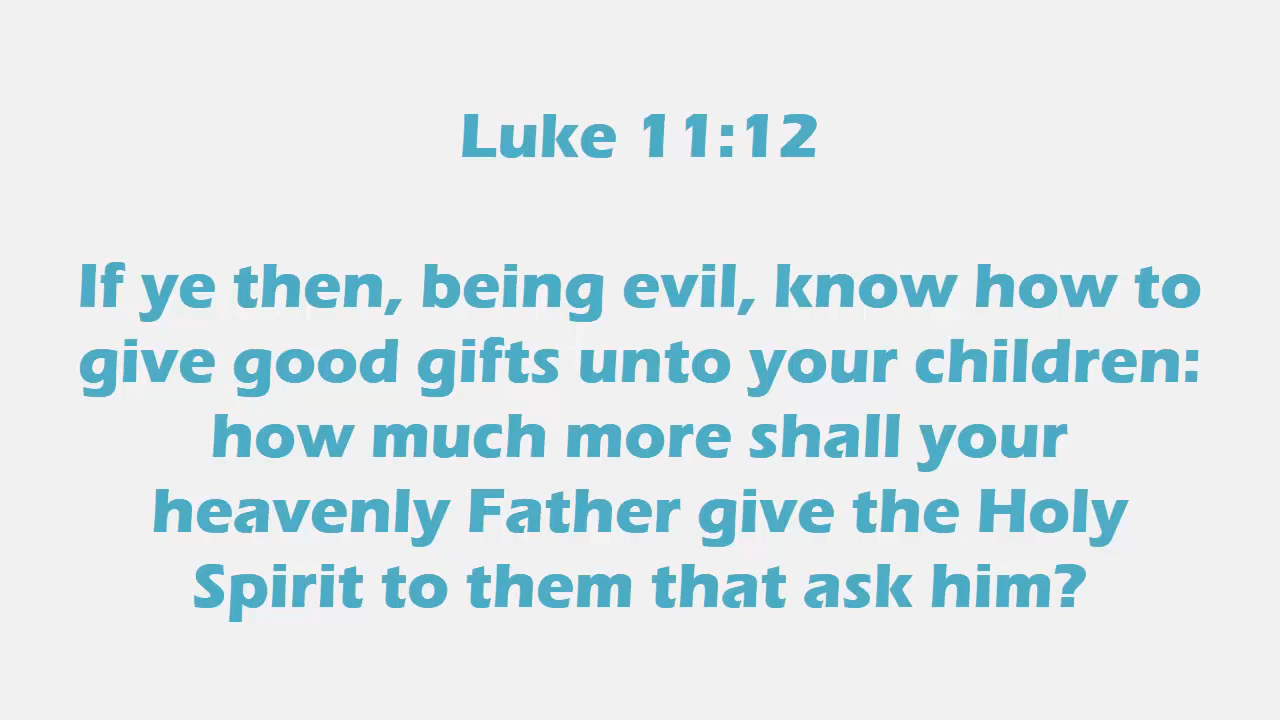 Luke 11:12
If ye then, being evil, know how to
give good gifts unto your children:
how much more shall your
heavenly Father give the Holy
Spirit to them that ask him?